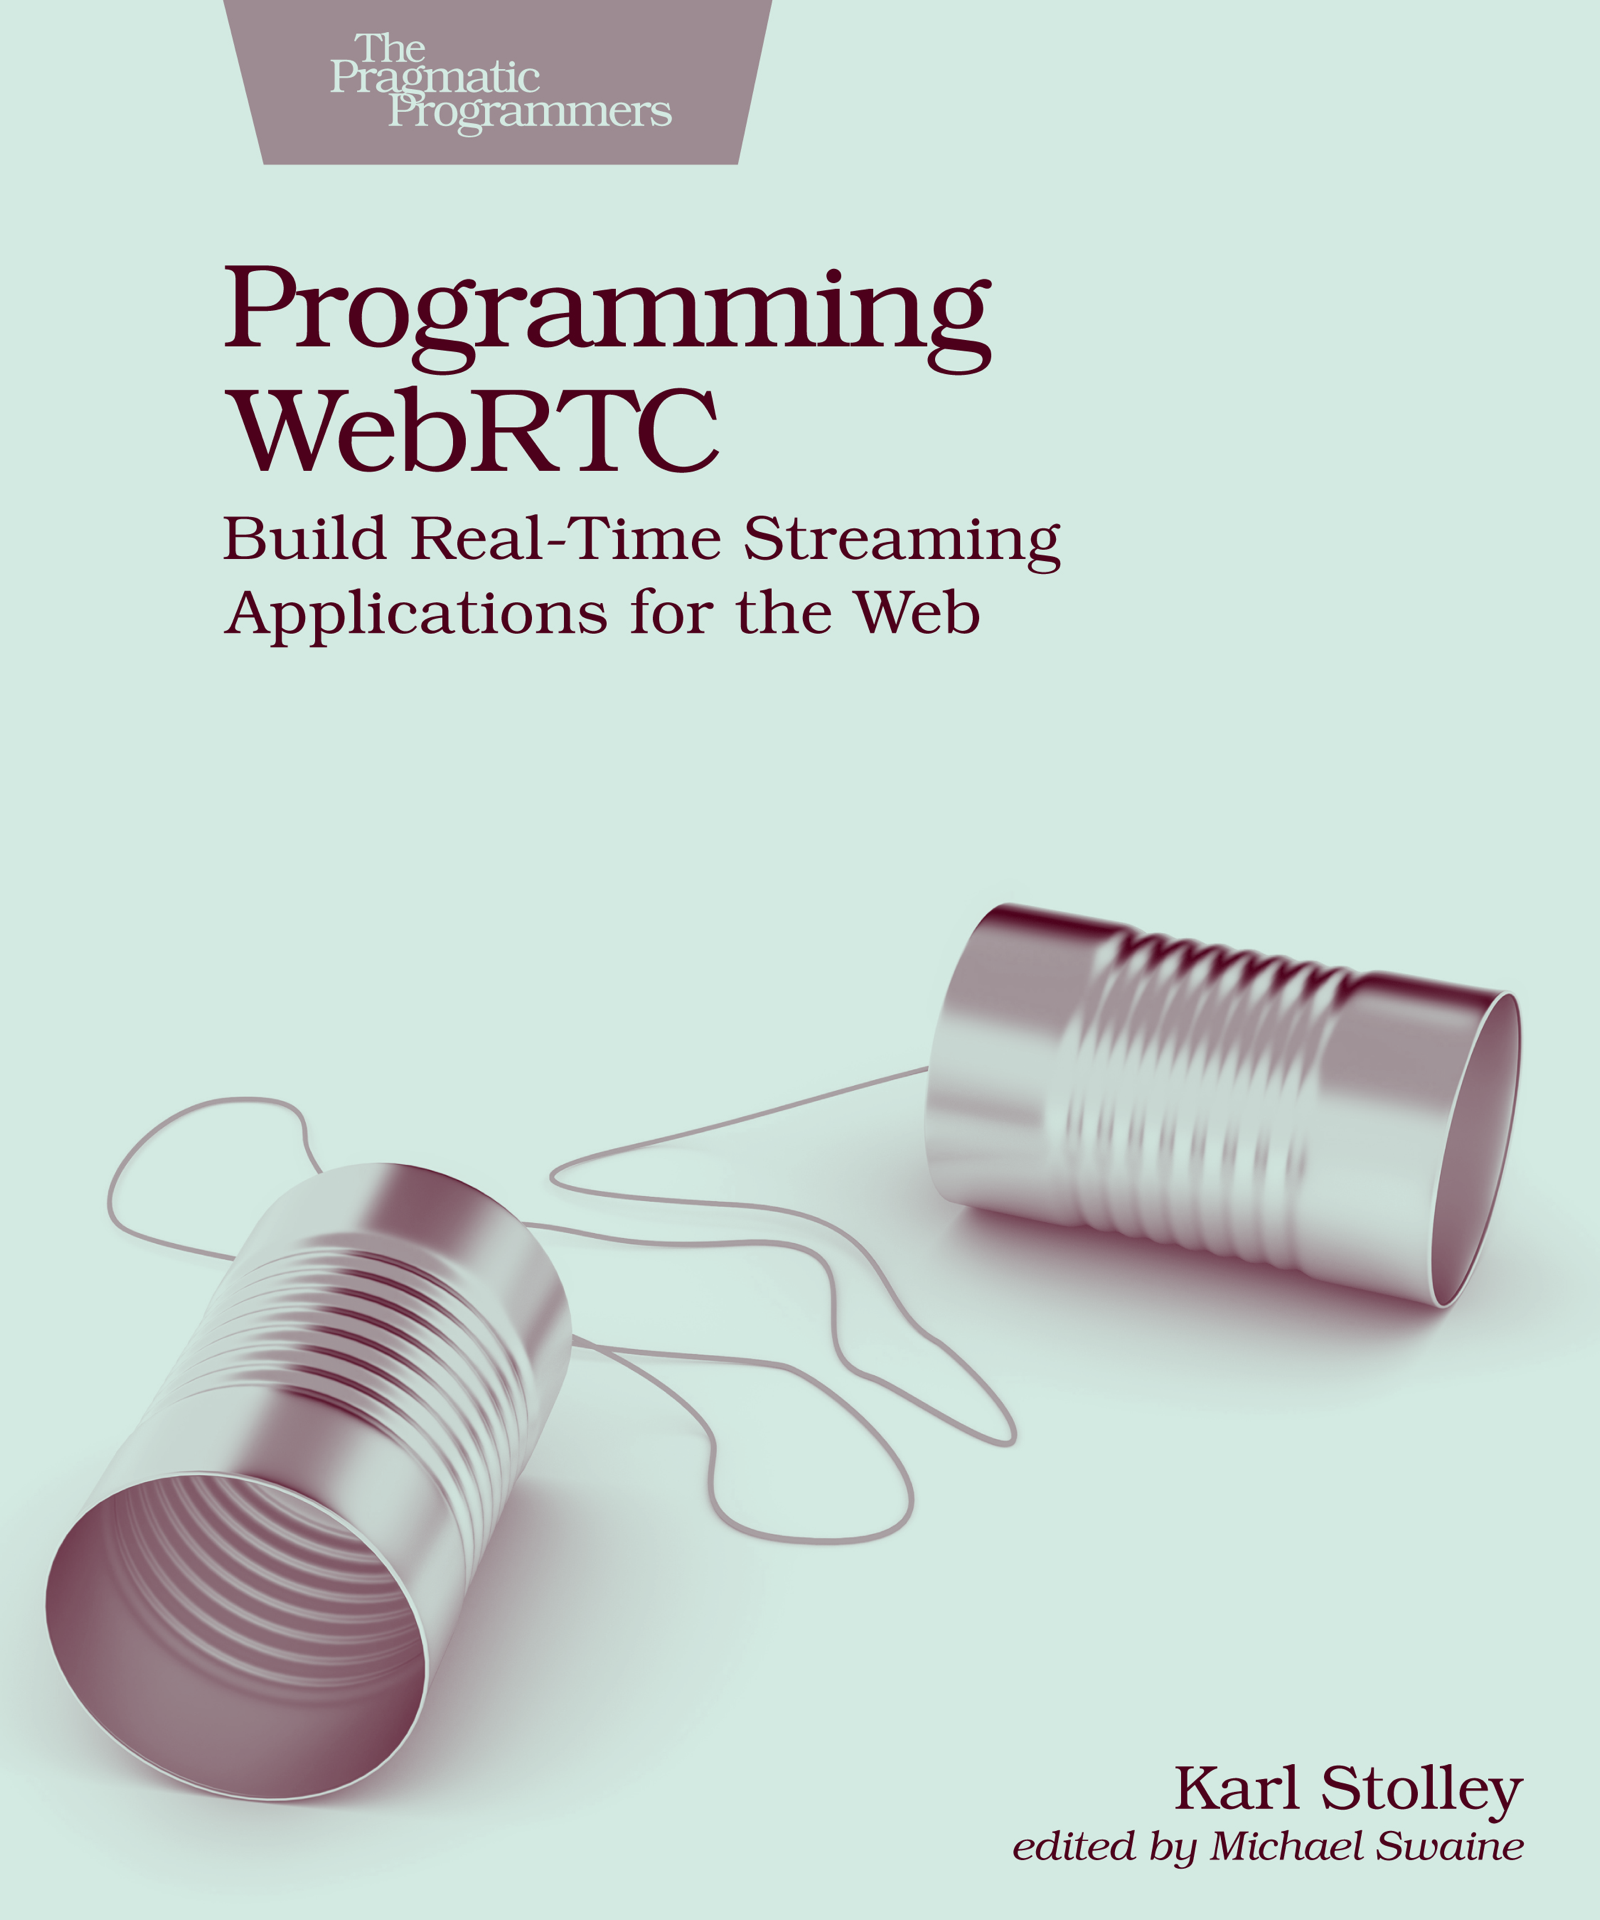 The
Pragmatic
Programmers
Programming
WebRTC
Build Real-Time Streaming
Applications for the Web
Karl Stolley
edited by Michael Swaine